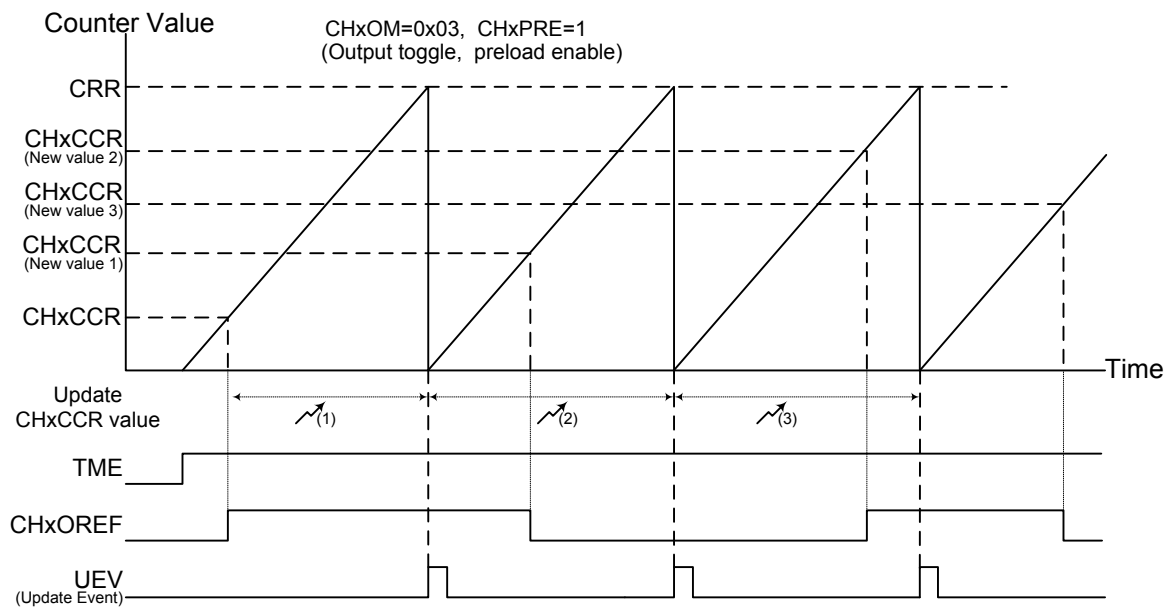 Counter Value
CHxOM=0x03, CHxPRE=1
(Output toggle, preload enable)
CRR
CHxCCR
(New value 2)
CHxCCR
(New value 3)
CHxCCR
(New value 1)
CHxCCR
Time
Update
CHxCCR value
(1)
(2)
(3)
TME
CHxOREF
UEV
(Update Event)